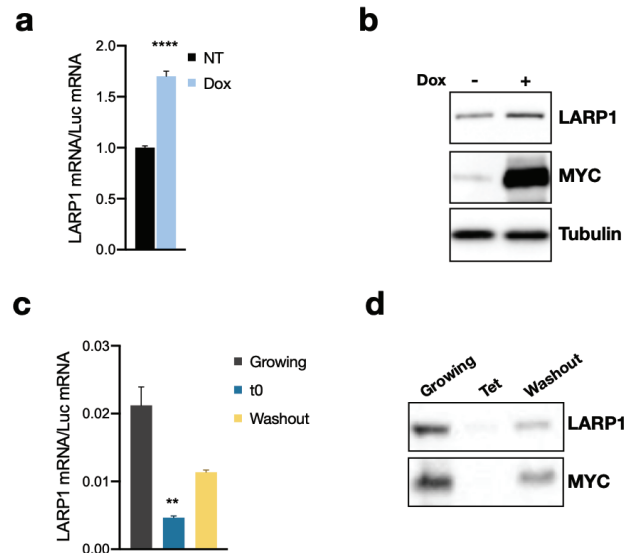 a
LARP1 mRNA/Luc mRNA
2.0
1.5
1.0
0.5
0.0
****
NT
Dox
b
Dox - +
LARP1
MYC
Tubulin
c
LARP1 mRNA/Luc mRNA
0.03
0.02
0.01
0.00
**
Growing
t0
Washout
d
Growing Tet Washout
LARP1
MYC